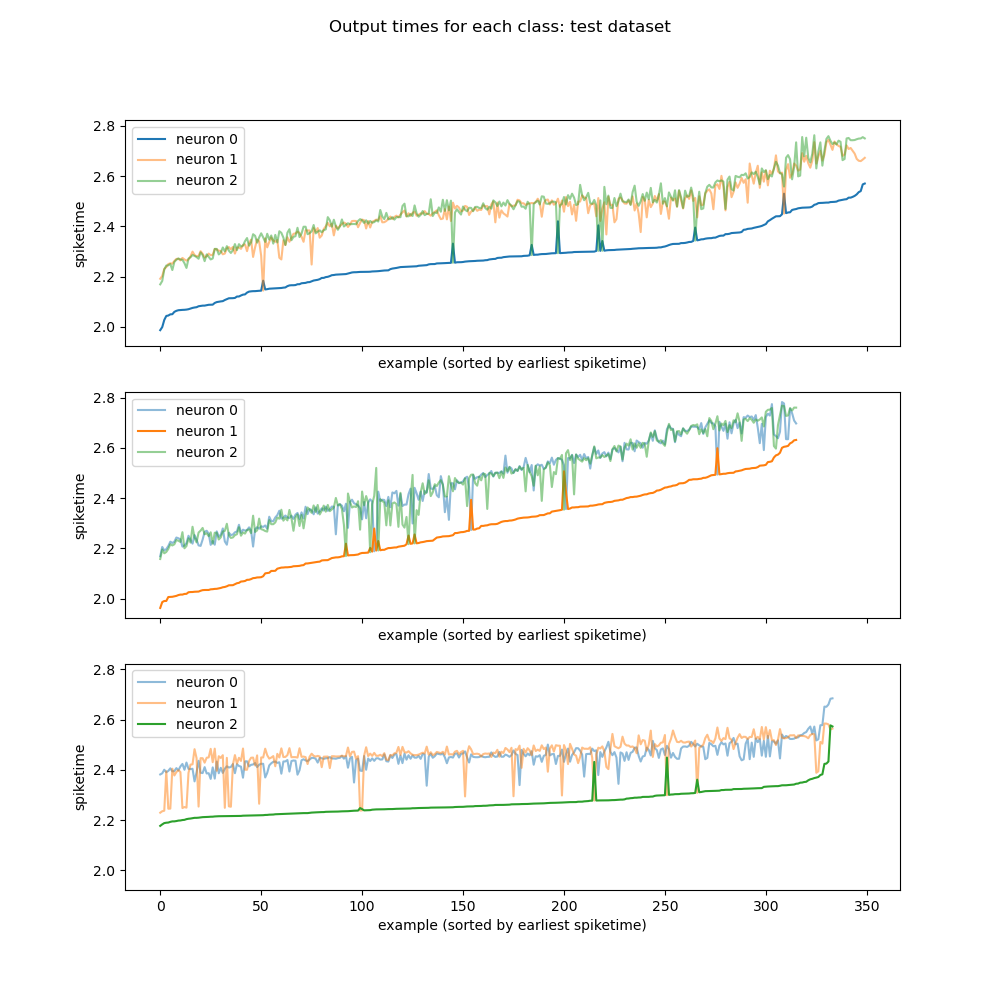 Output times for each class: test dataset
2.8
2.6
2.4
2.2
2.0
spiketime
neuron 0
neuron 1
neuron 2
example (sorted by earliest spiketime)
2.8
2.6
2.4
2.2
2.0
spiketime
neuron 0
neuron 1
neuron 2
example (sorted by earliest spiketime)
2.8
2.6
2.4
2.2
2.0
spiketime
neuron 0
neuron 1
neuron 2
0 50 100 150 200 250 300 350
example (sorted by earliest spiketime)